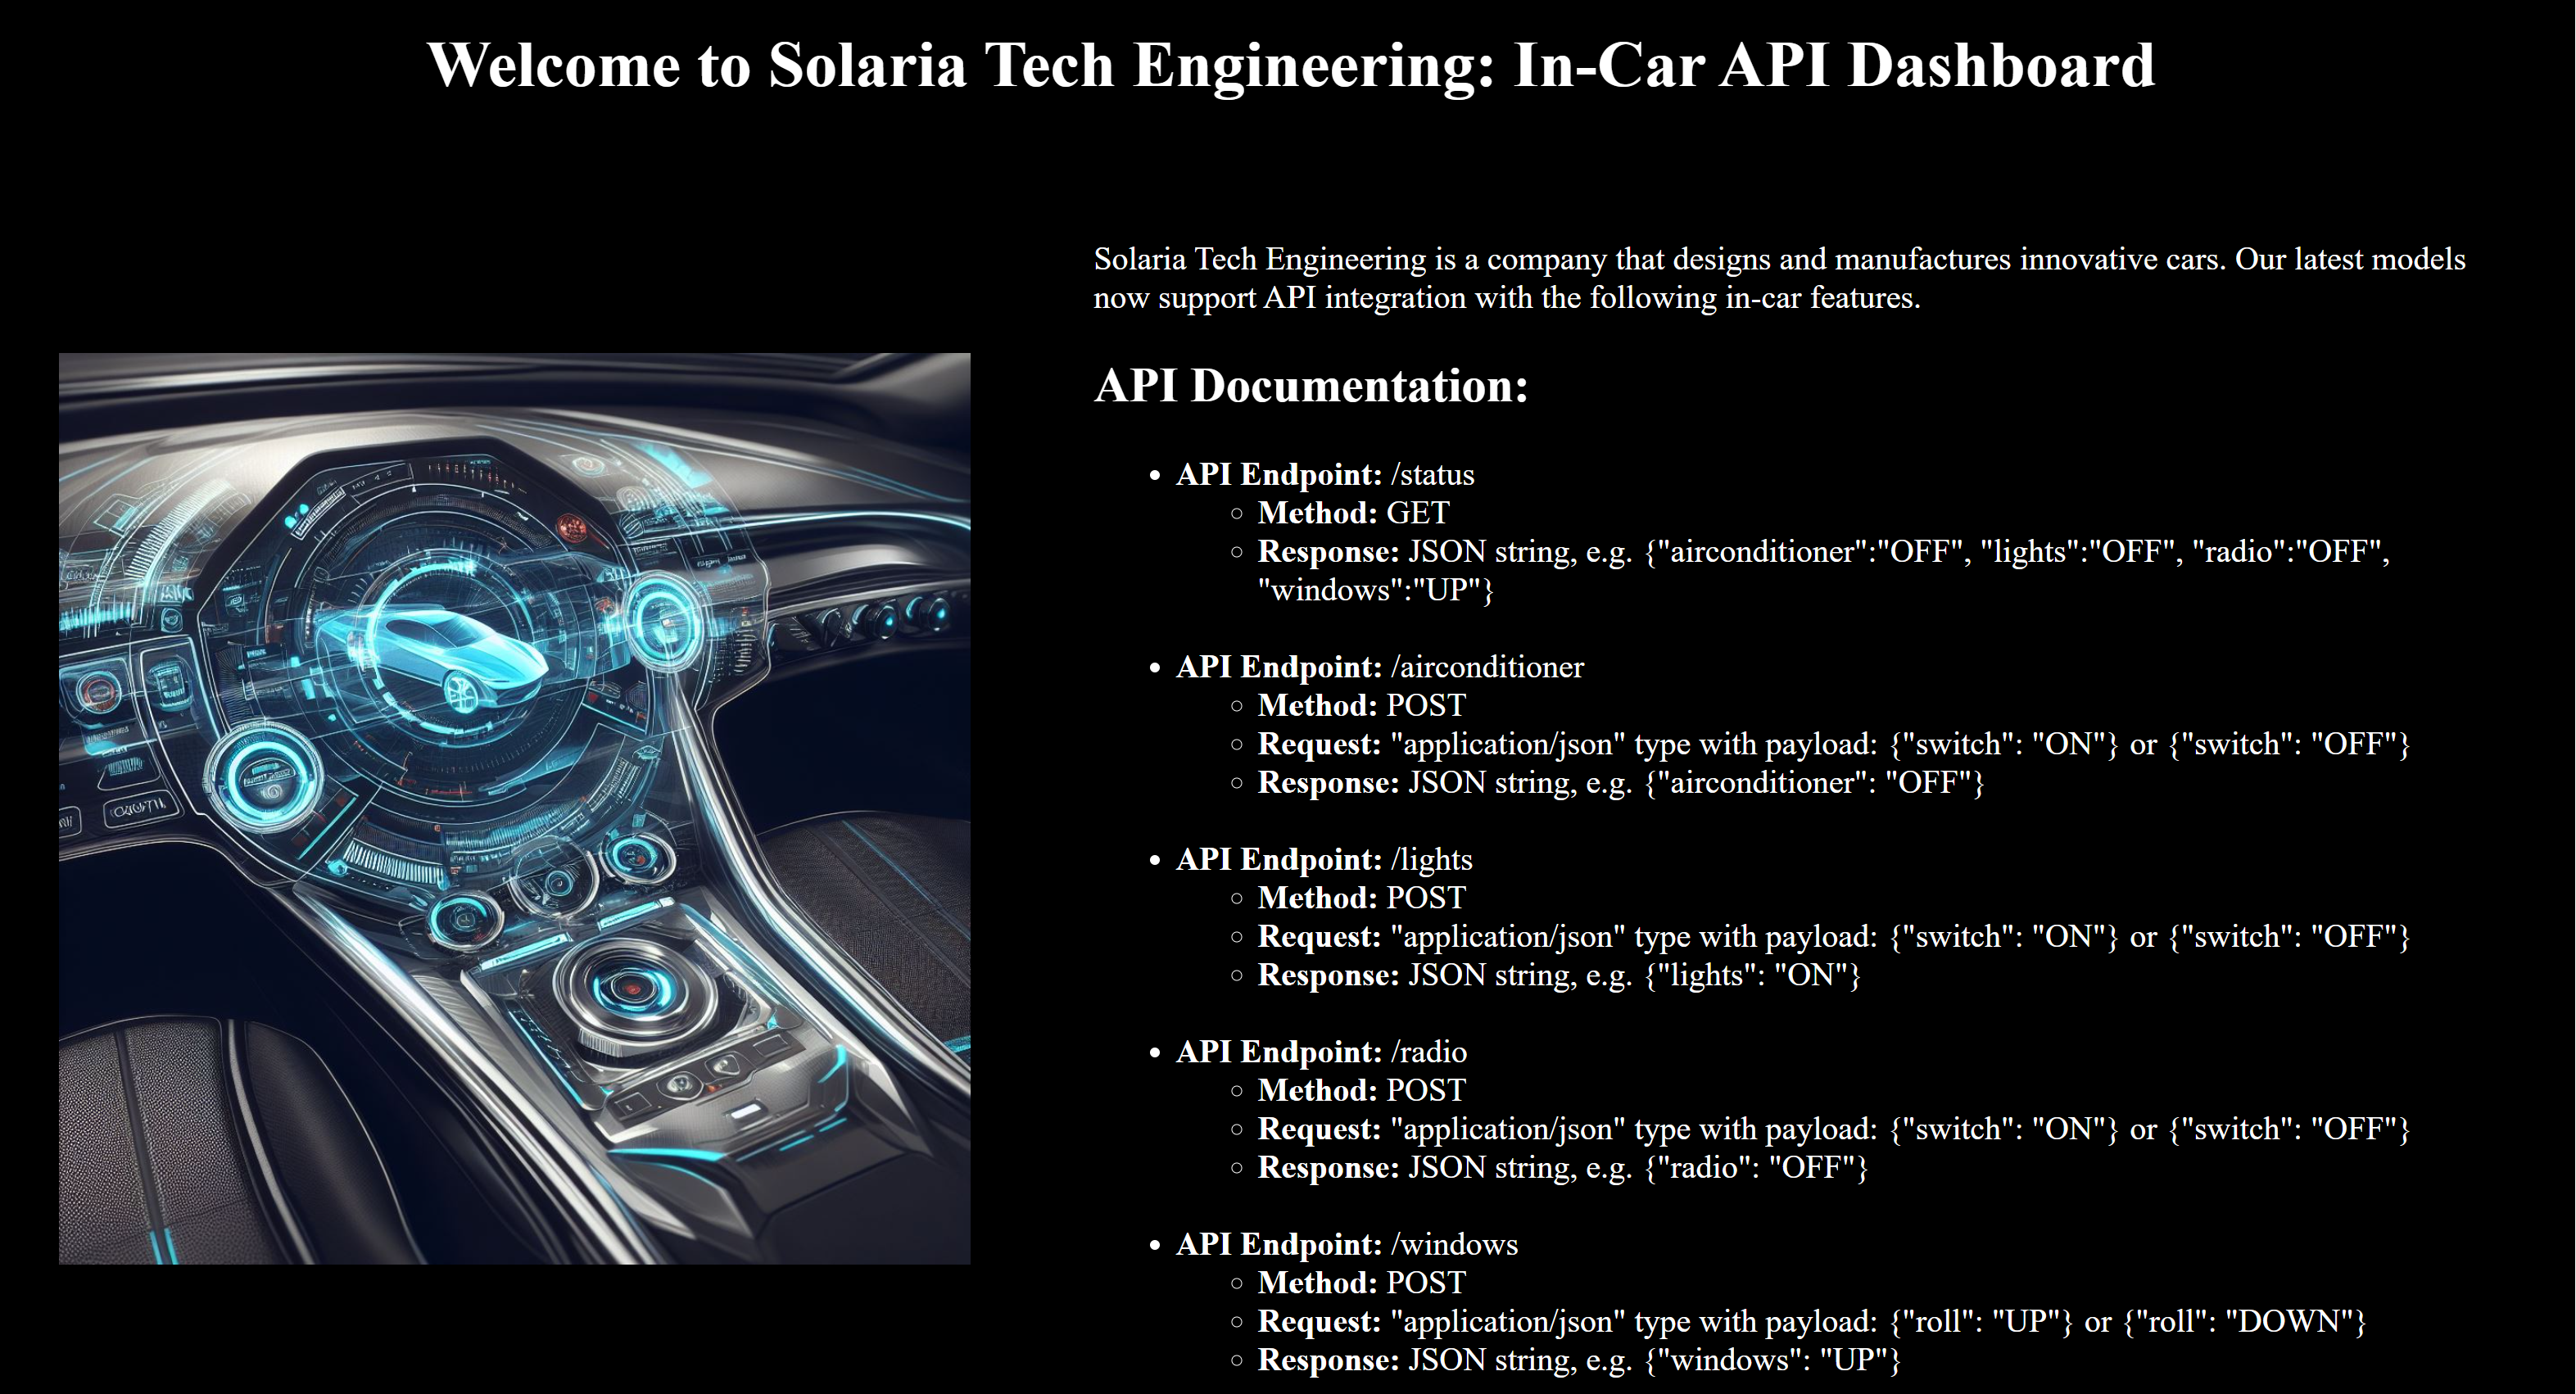 Welcome to Solaria Tech Engineering: In-Car API Dashboard
Solaria Tech Engineering is a company that designs and manufactures innovative cars. Our latest models
now support API integration with the following in-car features.
API Documentation:
• API Endpoint: /status
○ Method: GET
○ Response: JSON string, e.g. {"airconditioner":"OFF", "lights":"OFF", "radio":"OFF",
"windows":"UP"}
• API Endpoint: /airconditioner
○ Method: POST
○ Request: "application/json" type with payload: {"switch": "ON"} or {"switch": "OFF"}
○ Response: JSON string, e.g. {"airconditioner": "OFF"}
• API Endpoint: /lights
○ Method: POST
○ Request: "application/json" type with payload: {"switch": "ON"} or {"switch": "OFF"}
○ Response: JSON string, e.g. {"lights": "ON"}
• API Endpoint: /radio
○ Method: POST
○ Request: "application/json" type with payload: {"switch": "ON"} or {"switch": "OFF"}
○ Response: JSON string, e.g. {"radio": "OFF"}
• API Endpoint: /windows
○ Method: POST
○ Request: "application/json" type with payload: {"roll": "UP"} or {"roll": "DOWN"}
○ Response: JSON string, e.g. {"windows": "UP"}